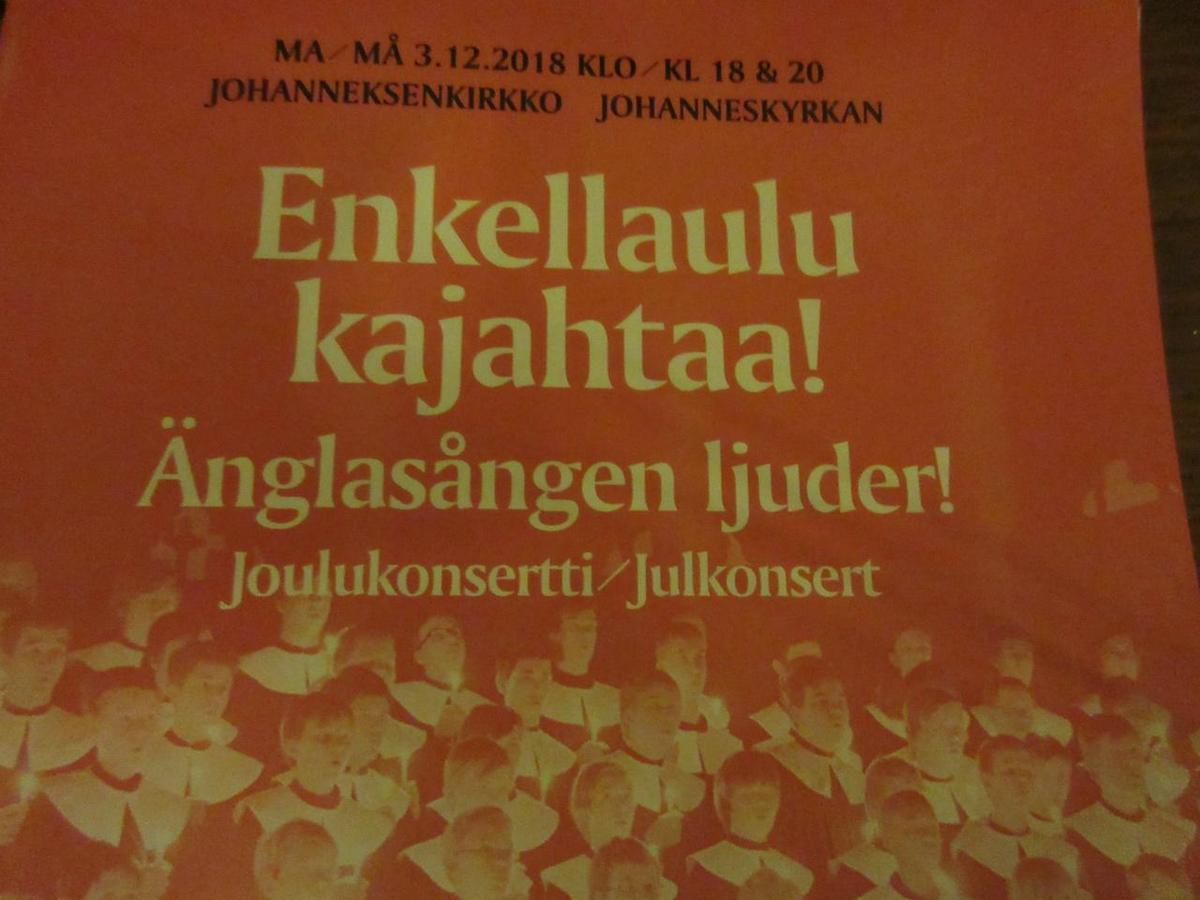 MA/MÅ 3.12.2018 KLO/KL 18 & 20
JOHANNEKSENKIRKKO JOHANNESKYRKAN
Enkellaulu
kajahtaa!
Änglasången ljuder!
Joulukonsertti/Julkonsert